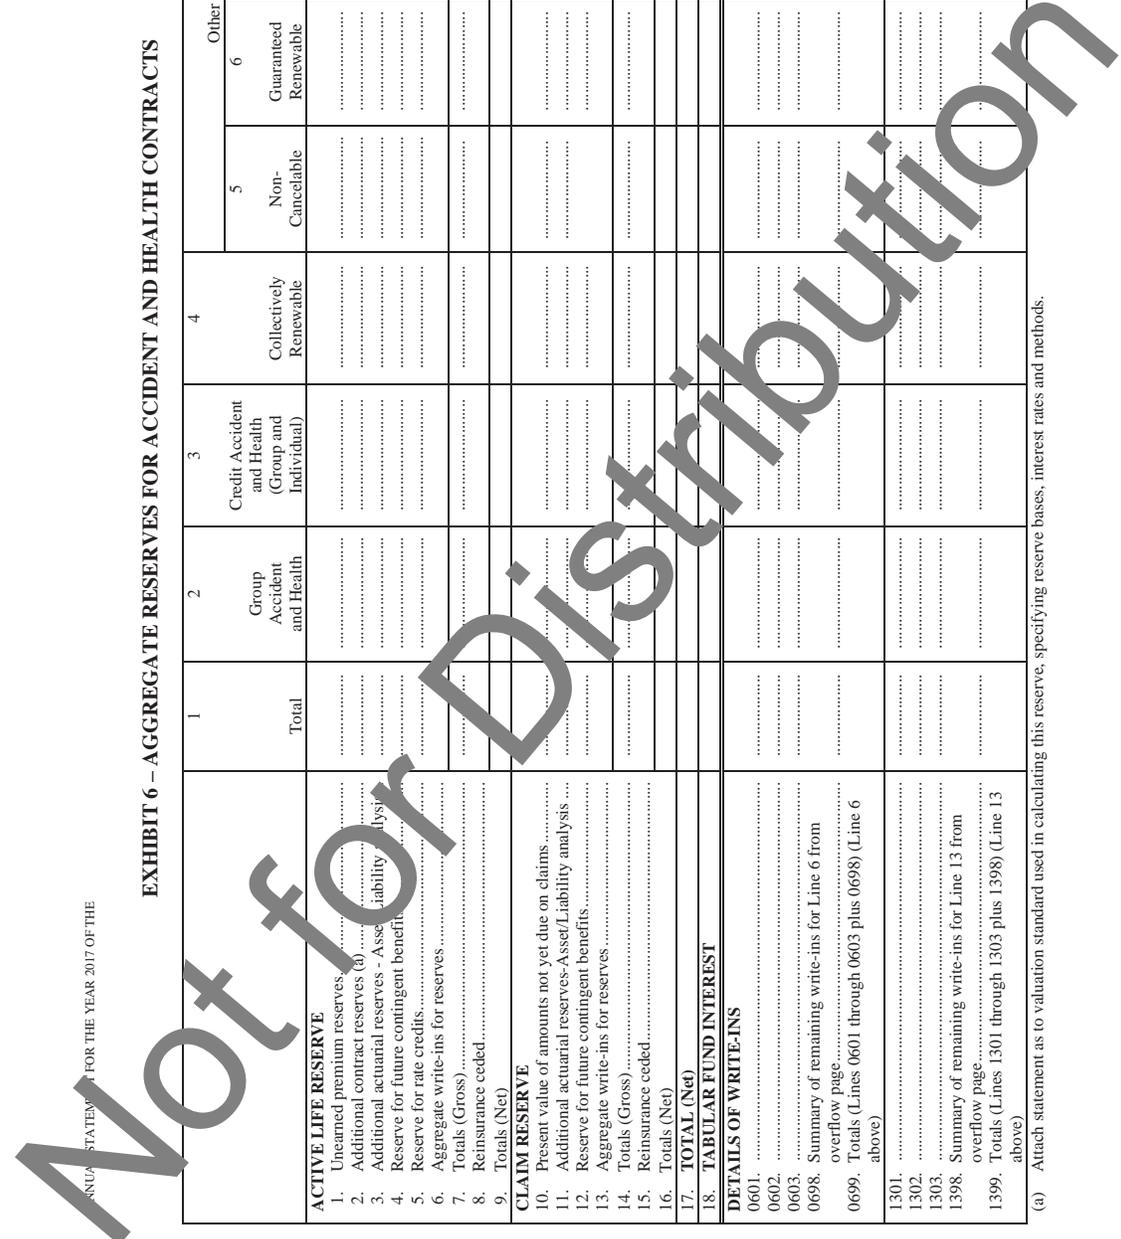 ANNUAL STATEMENT FOR THE YEAR 2017 OF THE
EXHIBIT 6 – AGGREGATE RESERVES FOR ACCIDENT AND HEALTH CONTRACTS
1 2 3 4 Other
5 6
Total Group Accident and Health Credit Accident and Health (Group and Individual) Collectively Renewable Non-Cancelable Guaranteed Renewable
ACTIVE LIFE RESERVE
1. Unearned premium reserves
2. Additional contract reserves (a)
3. Additional actuarial reserves - Asset/Liability analysis
4. Reserve for future contingent benefits
5. Reserve for rate credits
6. Aggregate write-ins for reserves
7. Totals (Gross)
8. Reinsurance ceded
9. Totals (Net)
CLAIM RESERVE
10. Present value of amounts not yet due on claims
11. Additional actuarial reserves-Asset/Liability analysis
12. Reserve for future contingent benefits
13. Aggregate write-ins for reserves
14. Totals (Gross)
15. Reinsurance ceded
16. Totals (Net)
17. TOTAL (Net)
18. TABULAR FUND INTEREST
DETAILS OF WRITE-INS
0601.
0602.
0603.
0698. Summary of remaining write-ins for Line 6 from
overflow page
0699. Totals (Lines 0601 through 0603 plus 0698) (Line 6
above)
1301.
1302.
1303.
1398. Summary of remaining write-ins for Line 13 from
overflow page
1399. Totals (Lines 1301 through 1303 plus 1398) (Line 13
above)
(a) Attach statement as to valuation standard used in calculating this reserve, specifying reserve bases, interest rates and methods.
Not for Distribution